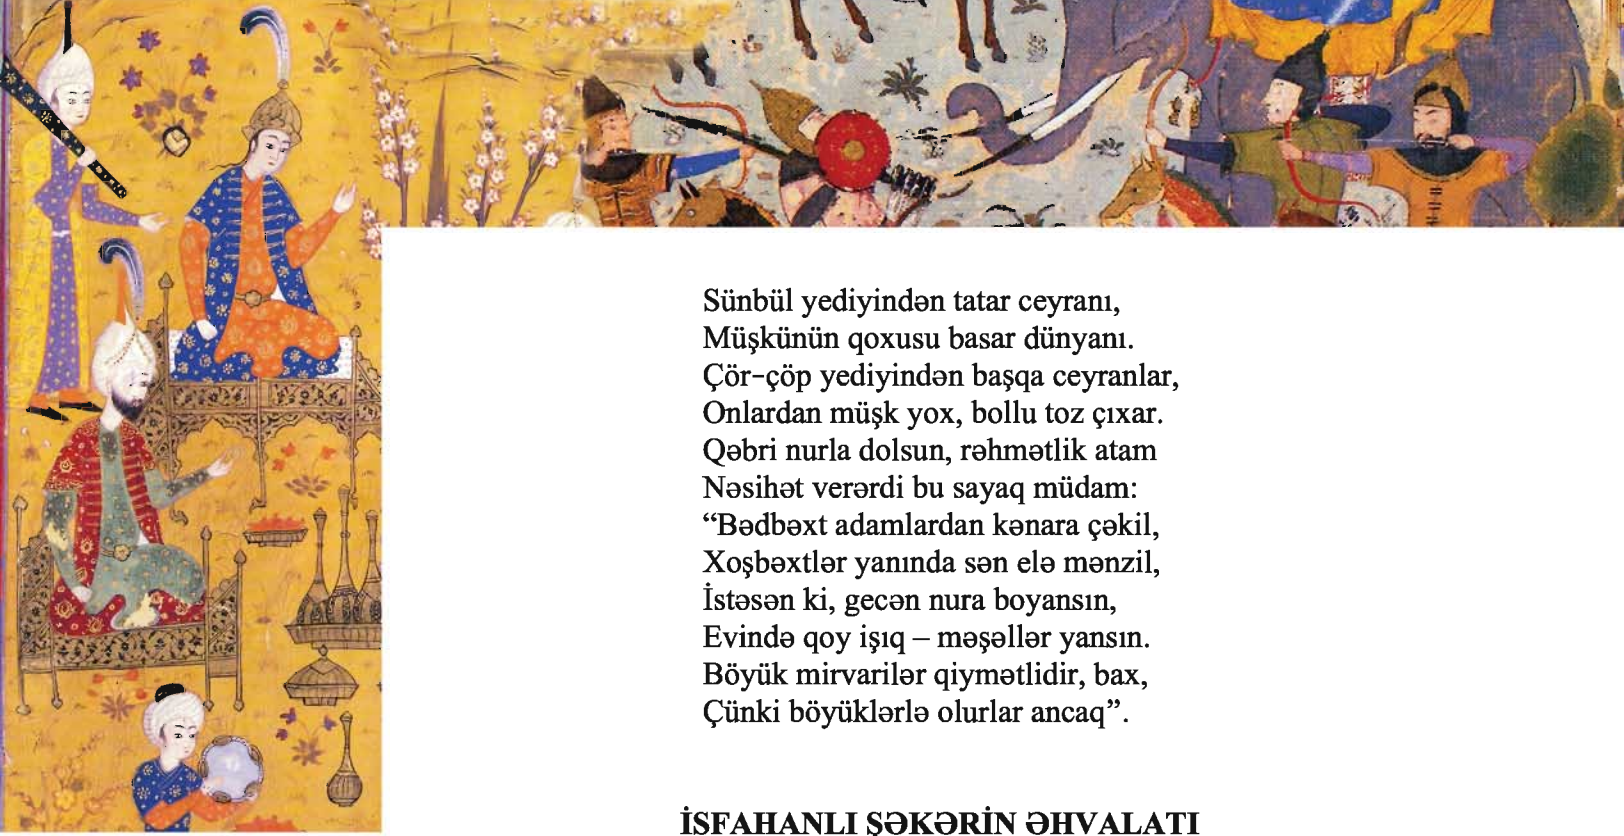 Sünbül yediyindən tatar ceyranı,
Müşkünün qoxusu basar dünyanı.
Çör-çöp yediyindən başqa ceyranlar,
Onlardan müşk yox, bollu toz çıxar.
Qəbri nurla dolsun, rəhmətlik atam
Nəsihət verərdi bu sayaq müdam:
“Bədbəxt adamlardan kənara çəkil,
Xoşbəxtlər yanında sən elə mənzil,
İstəsən ki, gecən nura boyansın,
Evində qoy işıq – məşəllər yansın.
Böyük mirvarilər qiymətlidir, bax,
Çünki böyüklərlə olurlar ancaq”.
İSFAHANLI ŞƏKƏRİN ƏHVALATI